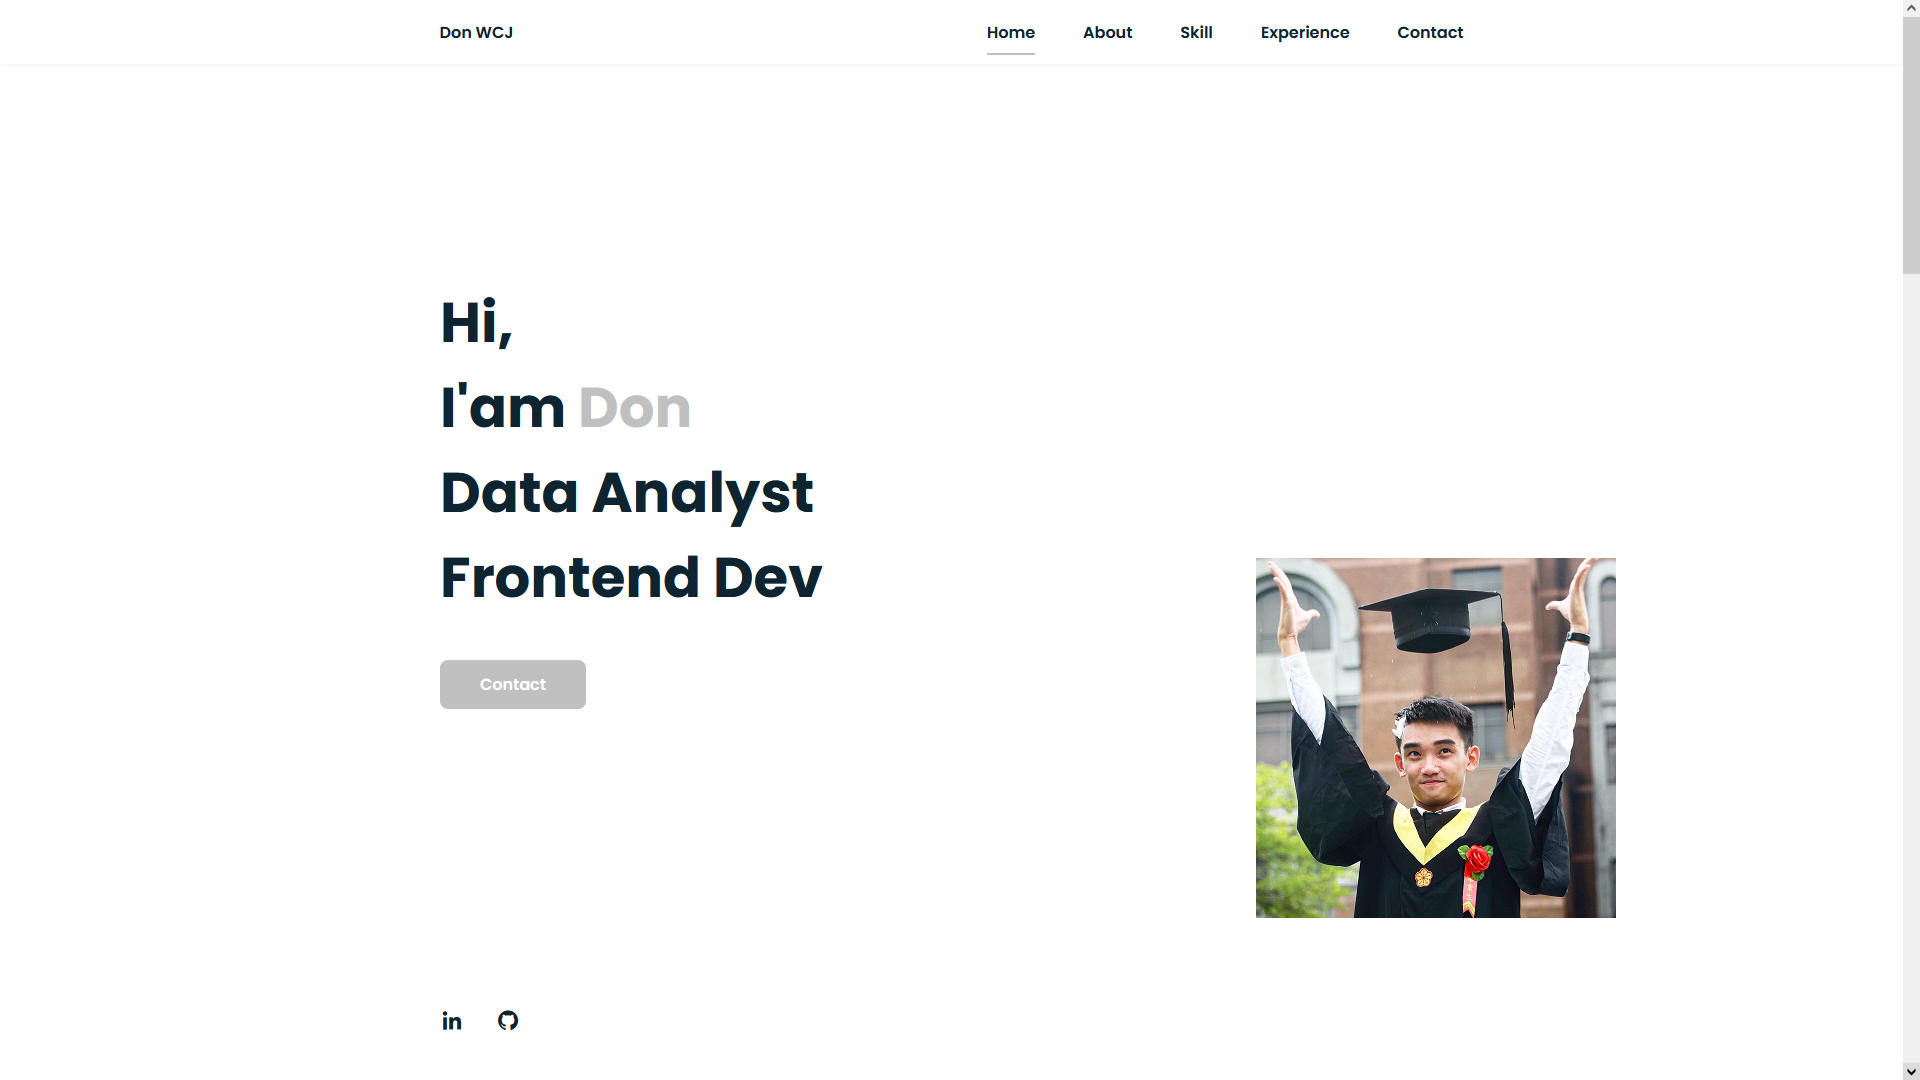 Don WCJ
Home
About
Skill
Experience
Contact
Hi,
I'am Don
Data Analyst
Frontend Dev
Contact
in